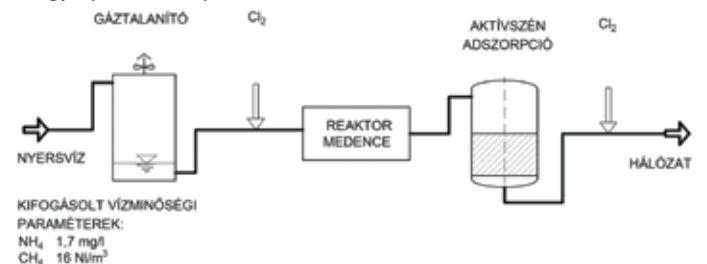 GÁZTALANÍTÓ
Cl₂
AKTÍVSZÉN
ADSZORPCIÓ
Cl₂
REAKTOR
MEDENCE
NYERSVÍZ
HÁLÓZAT
KIFOGÁSOLT VÍZMINŐSÉGI
PARAMÉTEREK:
NH₄ 1,7 mg/l
CH₄ 16 Nl/m³